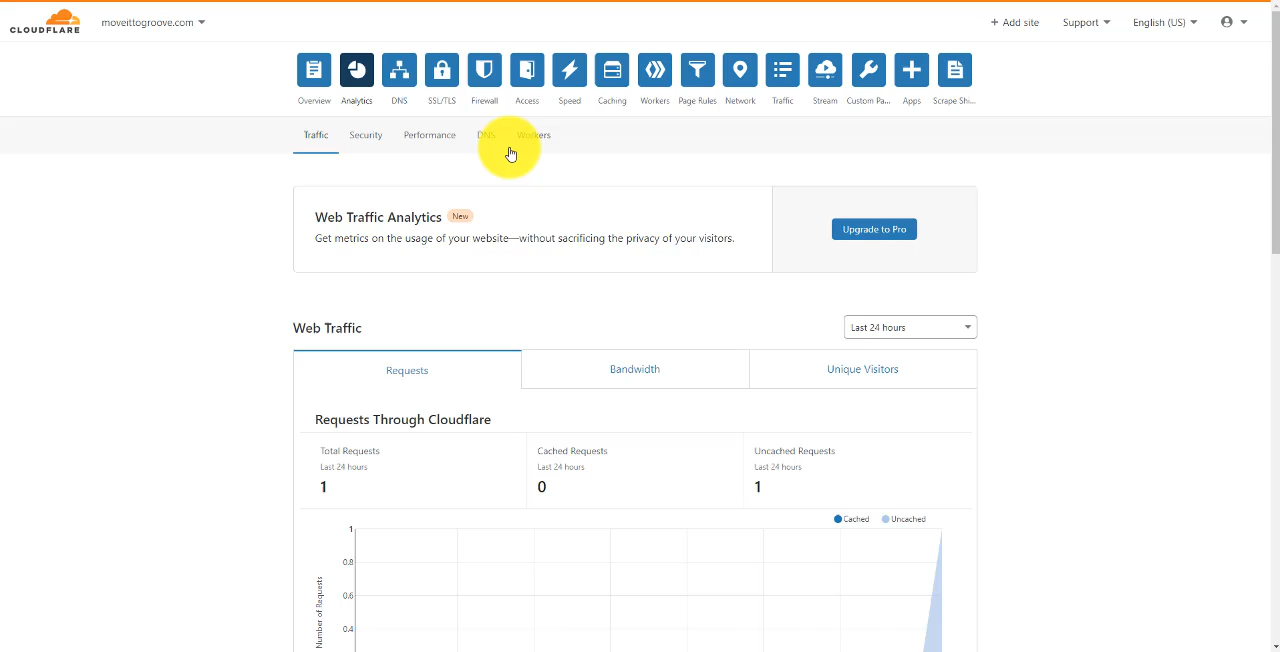 CLOUDFLARE
moveittogroove.com
+ Add site
Support
English (US)
Overview
Analytics
DNS
SSL/TLS
Firewall
Access
Speed
Caching
Workers
Page Rules
Network
Traffic
Stream
Custom Pa...
Apps
Scrape Shi...
Traffic
Security
Performance
DNS
Workers
Web Traffic Analytics New
Get metrics on the usage of your website—without sacrificing the privacy of your visitors.
Upgrade to Pro
Web Traffic
Last 24 hours
Requests
Bandwidth
Unique Visitors
Requests Through Cloudflare
Total Requests
Last 24 hours
1
Cached Requests
Last 24 hours
0
Uncached Requests
Last 24 hours
1
Cached
Uncached
1
0.8
0.6
0.4
Number of Requests